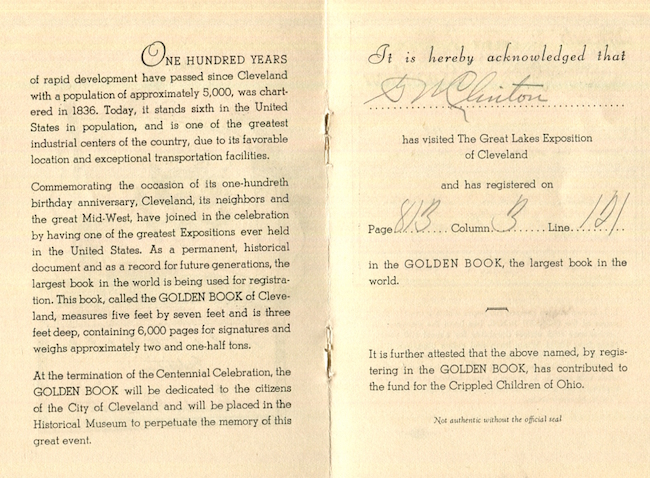 ONE HUNDRED YEARS
of rapid development have passed since Cleveland
with a population of approximately 5,000, was chart-
ered in 1836. Today, it stands sixth in the United
States in population, and is one of the greatest
industrial centers of the country, due to its favorable
location and exceptional transportation facilities.
Commemorating the occasion of its one-hundreth
birthday anniversary, Cleveland, its neighbors and
the great Mid-West, have joined in the celebration
by having one of the greatest Expositions ever held
in the United States. As a permanent, historical
document and as a record for future generations, the
largest book in the world is being used for registra-
tion. This book, called the GOLDEN BOOK of Cleve-
land, measures five feet by seven feet and is three
feet deep, containing 6,000 pages for signatures and
weighs approximately two and one-half tons.
At the termination of the Centennial Celebration, the
GOLDEN BOOK will be dedicated to the citizens
of the City of Cleveland and will be placed in the
Historical Museum to perpetuate the memory of this
great event.
It is hereby acknowledged that
McClinton
has visited The Great Lakes Exposition
of Cleveland
and has registered on
Page 813 Column 3 Line 121
in the GOLDEN BOOK, the largest book in the
world.
It is further attested that the above named, by regis-
tering in the GOLDEN BOOK, has contributed to
the fund for the Crippled Children of Ohio.
Not authentic without the official seal